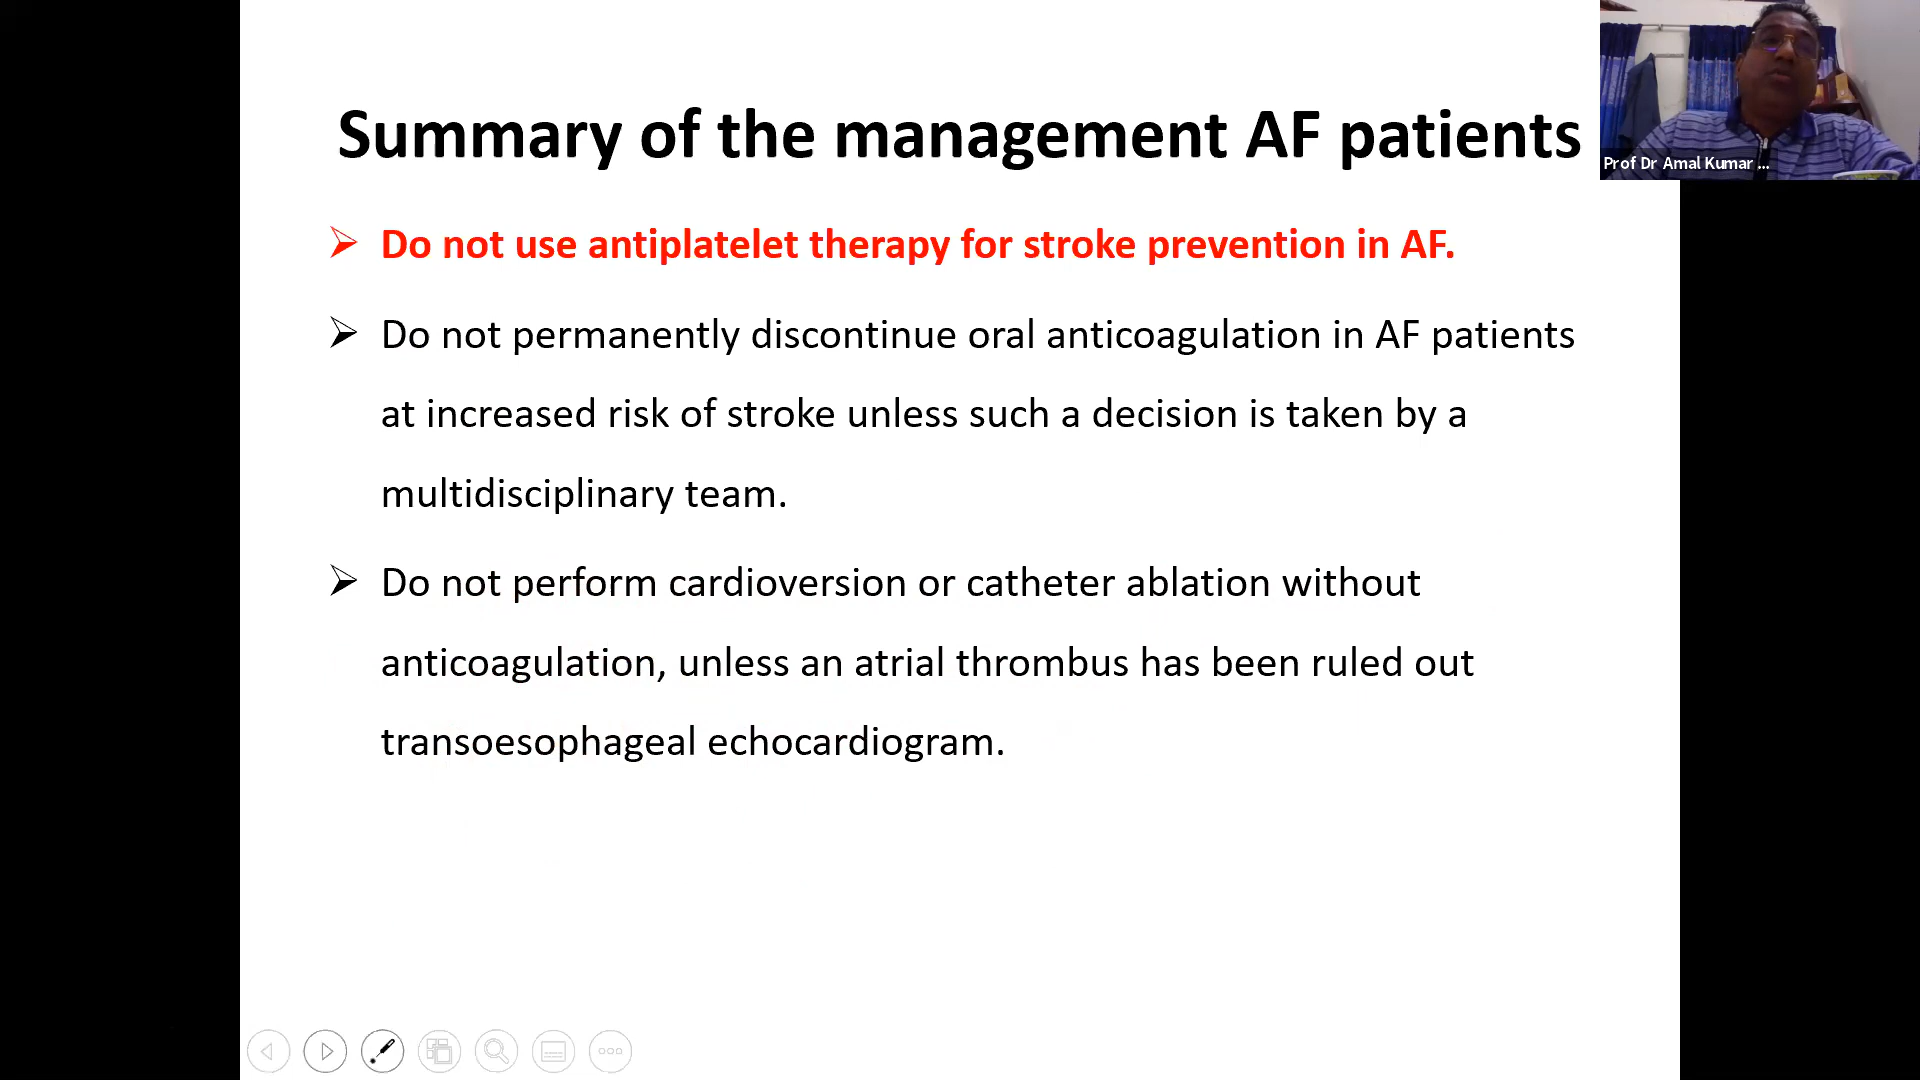 Summary of the management AF patients
Prof Dr Amal Kumar ...
➢ Do not use antiplatelet therapy for stroke prevention in AF.
➢ Do not permanently discontinue oral anticoagulation in AF patients
at increased risk of stroke unless such a decision is taken by a
multidisciplinary team.
➢ Do not perform cardioversion or catheter ablation without
anticoagulation, unless an atrial thrombus has been ruled out
transoesophageal echocardiogram.